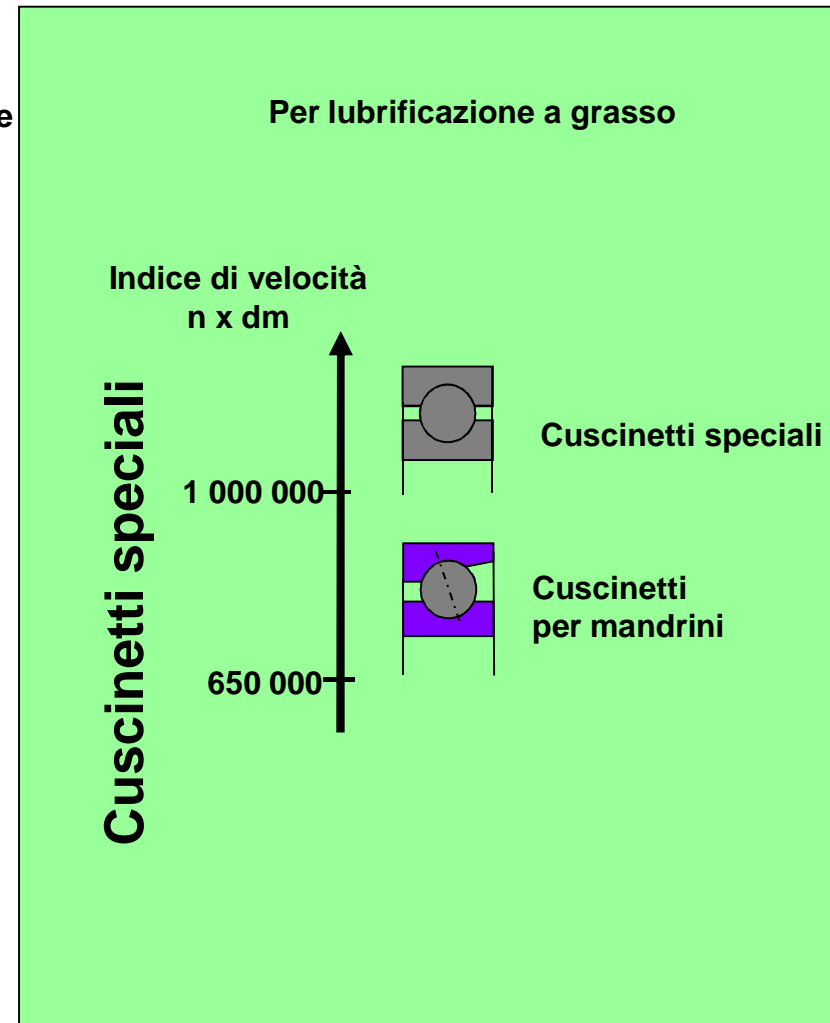 e
Per lubrificazione a grasso
Indice di velocità
n x dm
Cuscinetti speciali
Cuscinetti speciali
1 000 000
Cuscinetti
per mandrini
650 000